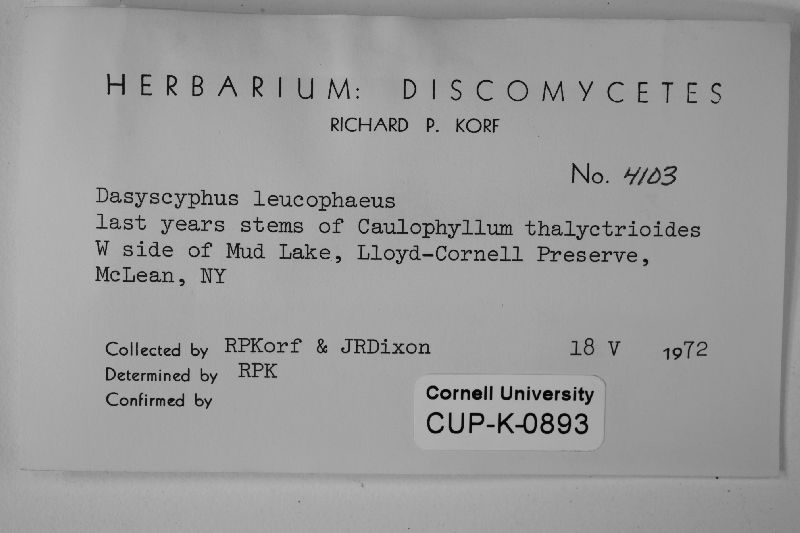 HERBARIUM: DISCOMYCETES
RICHARD P. KORF
No. 4103
Dasyscyphus leucophaeus
last years stems of Caulophyllum thalyctrioides
W side of Mud Lake, Lloyd-Cornell Preserve,
McLean, NY
Collected by RPKorf & JRDixon 18 V 1972
Determined by RPK
Confirmed by
Cornell University
CUP-K-0893